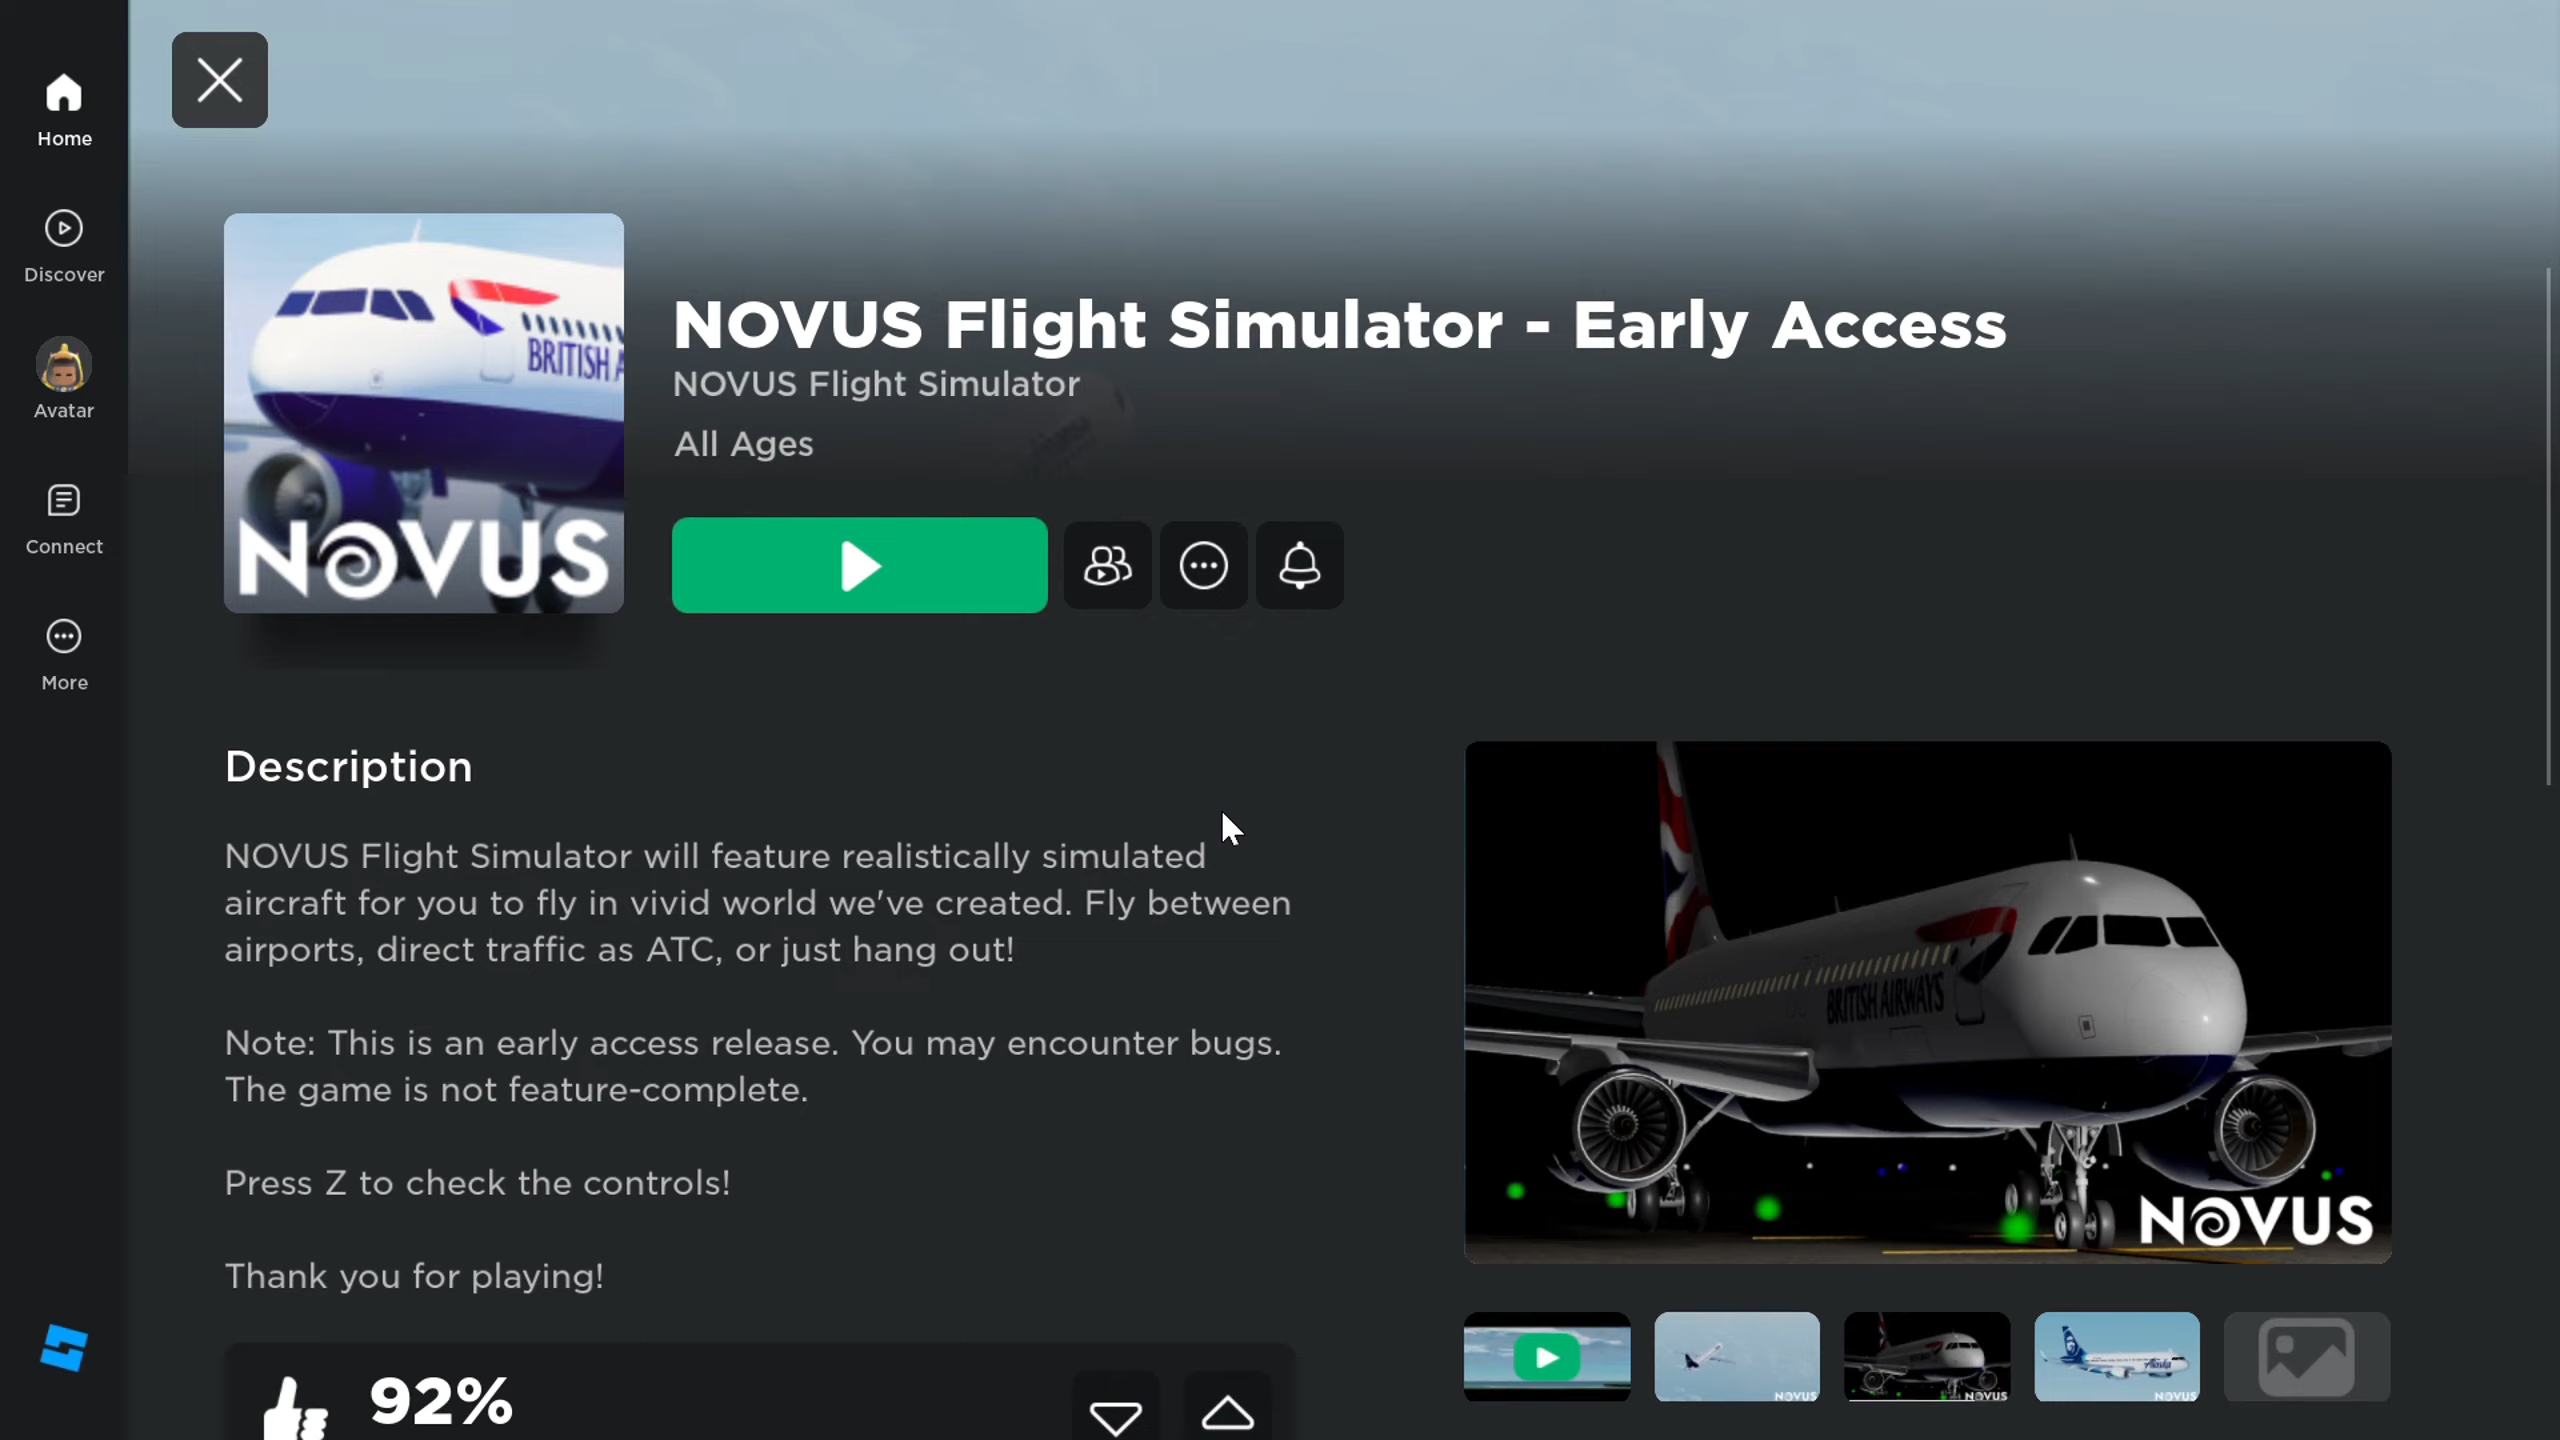 Home
Discover
Avatar
Connect
More
BRITISH A
NOVUS
NOVUS Flight Simulator - Early Access
NOVUS Flight Simulator
All Ages
Description
NOVUS Flight Simulator will feature realistically simulated
aircraft for you to fly in vivid world we've created. Fly between
airports, direct traffic as ATC, or just hang out!
Note: This is an early access release. You may encounter bugs.
The game is not feature-complete.
Press Z to check the controls!
Thank you for playing!
92%
BRITISH AIRWAYS
NOVUS
NOVUS
NOVUS
Alaska
NOVUS